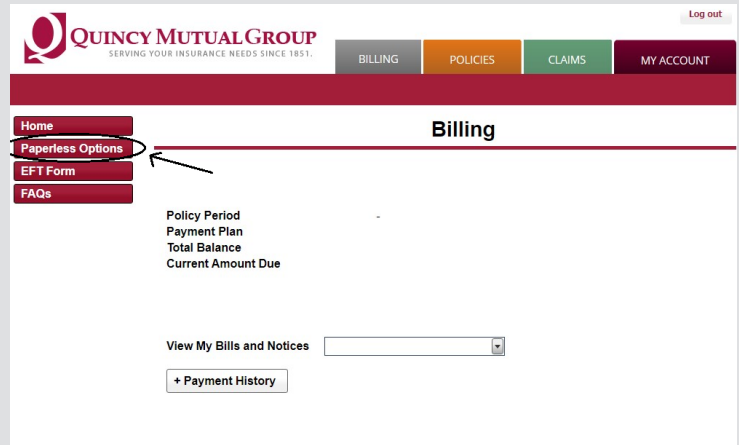 Log out
QUINCY MUTUAL GROUP
SERVING YOUR INSURANCE NEEDS SINCE 1851.
BILLING
POLICIES
CLAIMS
MY ACCOUNT
Home
Paperless Options
EFT Form
FAQs
Billing
Policy Period -
Payment Plan
Total Balance
Current Amount Due
View My Bills and Notices
+ Payment History